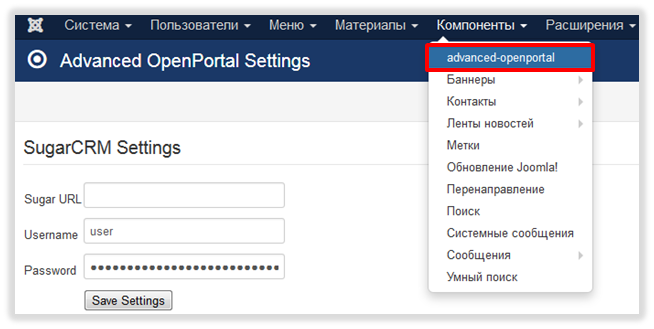 Система Пользователи Меню Материалы Компоненты Расширения
Advanced OpenPortal Settings
advanced-openportal
Баннеры
Контакты
Ленты новостей
Метки
Обновление Joomla!
Перенаправление
Поиск
Системные сообщения
Сообщения
Умный поиск
SugarCRM Settings
Sugar URL
Username user
Password
Save Settings